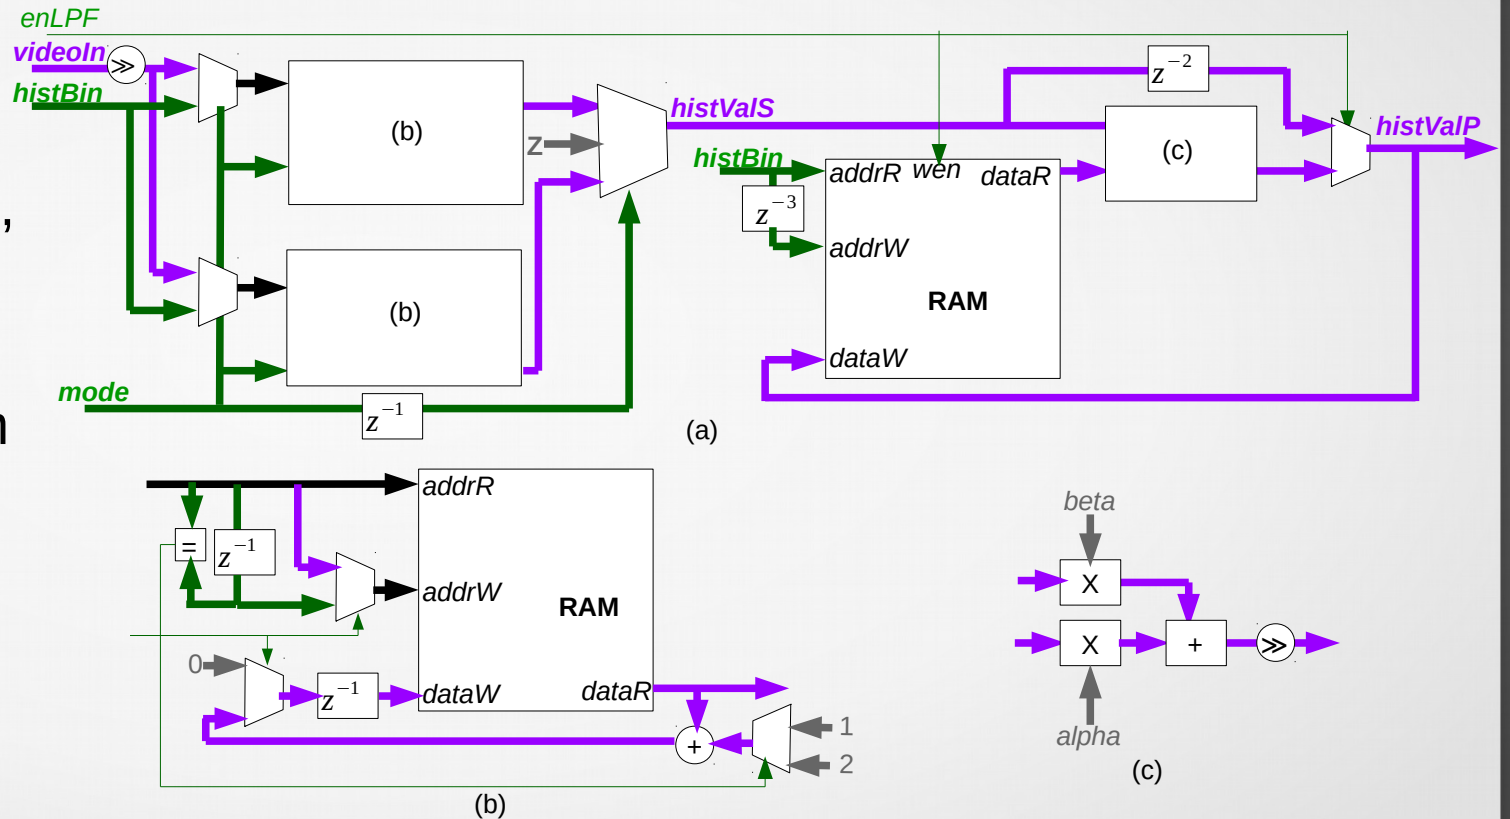 enLPF
videoIn
≫
histBin
(b)
z
histValS
z⁻²
histBin
(c)
histValP
addrR
wen
dataR
,
z⁻³
addrW
(b)
RAM
dataW
mode
z⁻¹
n
(a)
addrR
=
z⁻¹
addrW
RAM
0
z⁻¹
dataW
dataR
+
1
2
(b)
beta
X
X
+
≫
alpha
(c)